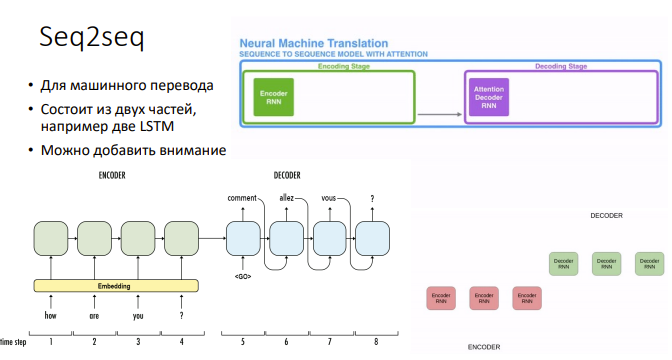 Seq2seq
• Для машинного перевода
• Состоит из двух частей,
например две LSTM
• Можно добавить внимание
Neural Machine Translation
SEQUENCE TO SEQUENCE MODEL WITH ATTENTION
Encoding Stage
Decoding Stage
Encoder
RNN
Attention
Decoder
RNN
ENCODER
DECODER
comment allez vous ?
<GO>
Embedding
how are you ?
time step 1 2 3 4 5 6 7 8
DECODER
Decoder
RNN
Decoder
RNN
Decoder
RNN
Encoder
RNN
Encoder
RNN
Encoder
RNN
ENCODER